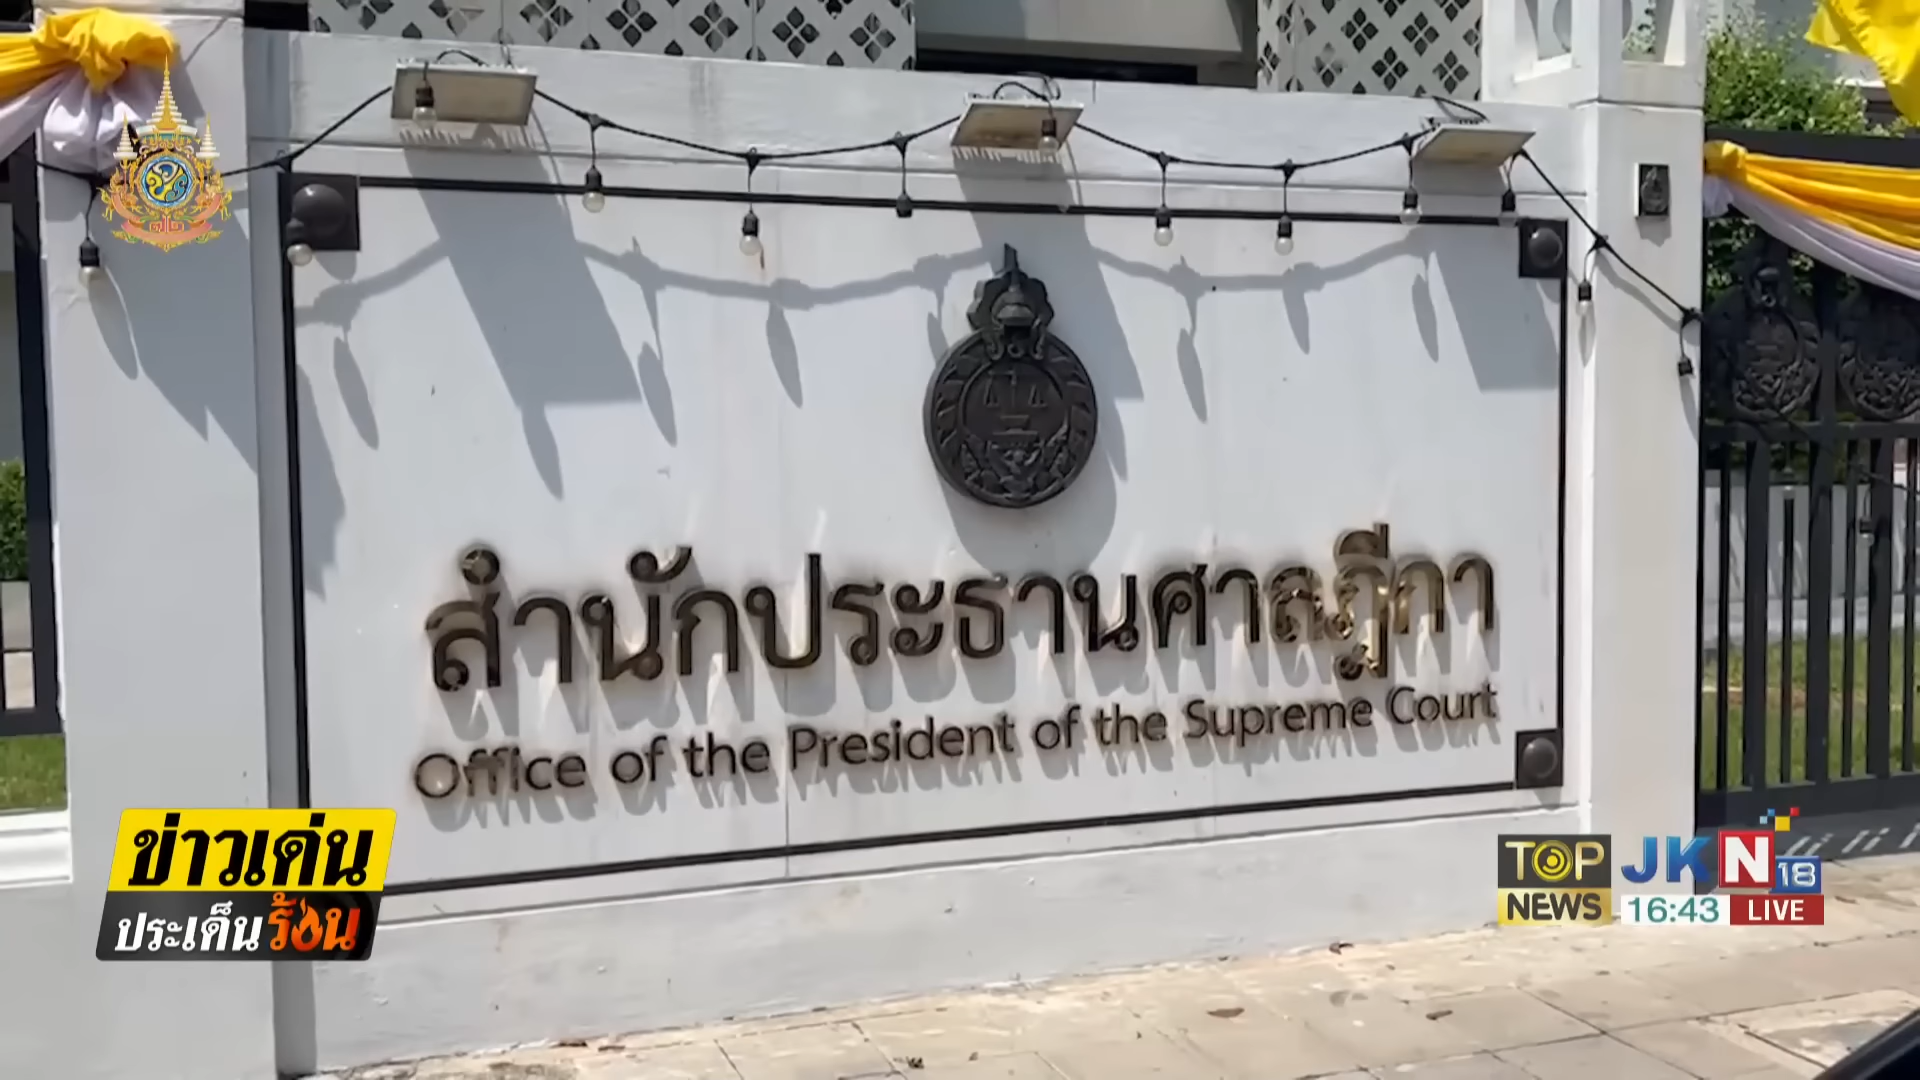 สำนักประธานศาลฎีกา
Office of the President of the Supreme Court
ข่าวเด่น
ประเด็นร้อน
TOP NEWS
JKN 18
16:43 LIVE